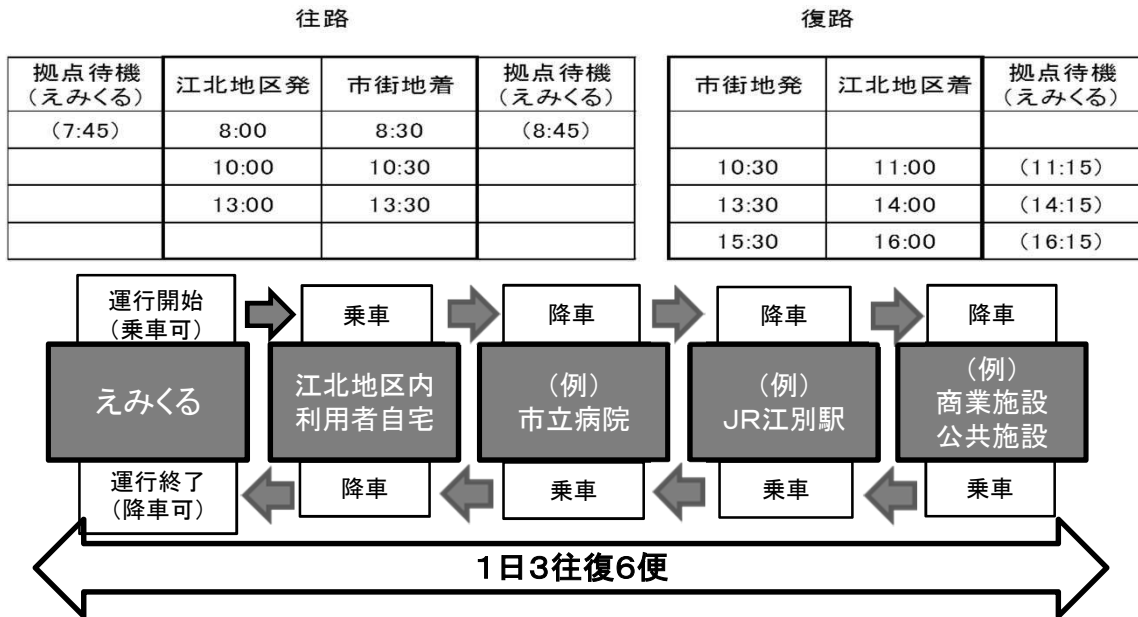 往路
復路
拠点待機
(えみくる)
江北地区発
市街地着
拠点待機
(えみくる)
市街地発
江北地区着
拠点待機
(えみくる)
(7:45)
8:00
8:30
(8:45)
10:00
10:30
10:30
11:00
(11:15)
13:00
13:30
13:30
14:00
(14:15)
15:30
16:00
(16:15)
運行開始
(乗車可)
乗車
降車
降車
降車
えみくる
江北地区内
利用者自宅
(例)
市立病院
(例)
JR江別駅
(例)
商業施設
公共施設
運行終了
(降車可)
降車
乗車
乗車
乗車
1日3往復6便